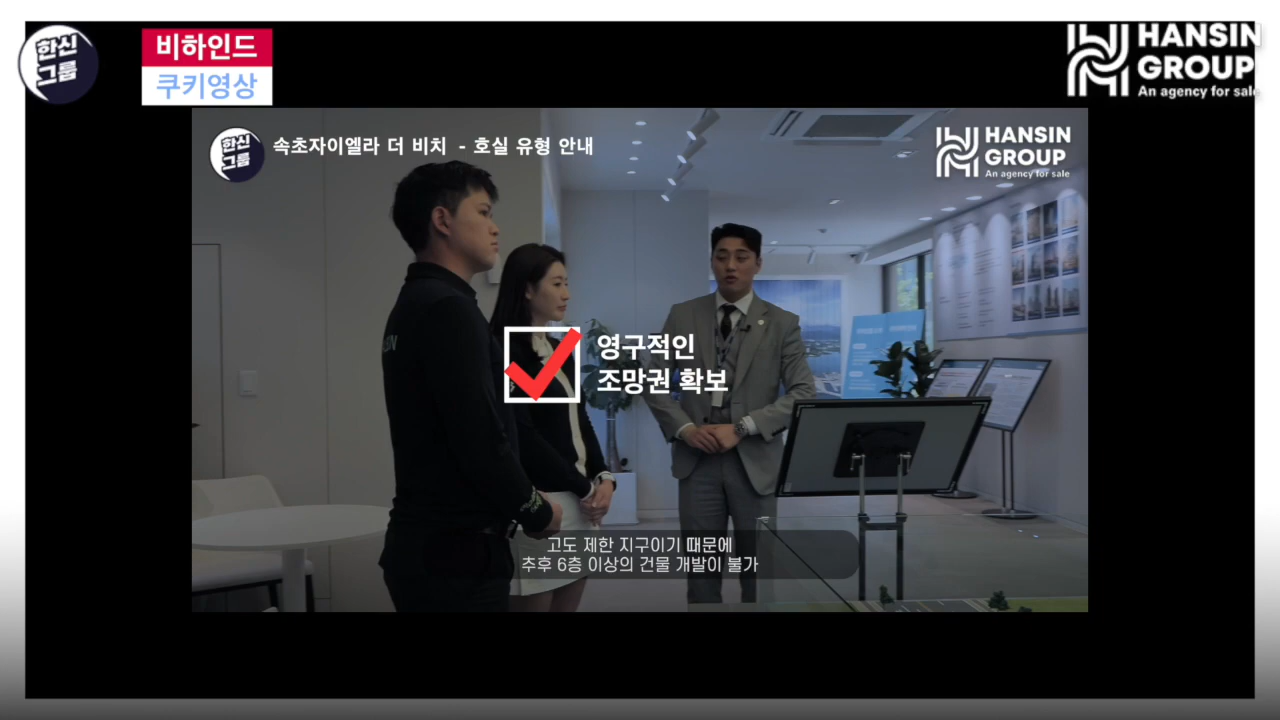 한신
그룹
비하인드
쿠키영상
HANSIN
GROUP
An agency for sale
한신
그룹
속초자이엘라 더 비치 - 호실 유형 안내
HANSIN
GROUP
An agency for sale
영구적인
조망권 확보
고도 제한 지구이기 때문에
추후 6층 이상의 건물 개발이 불가